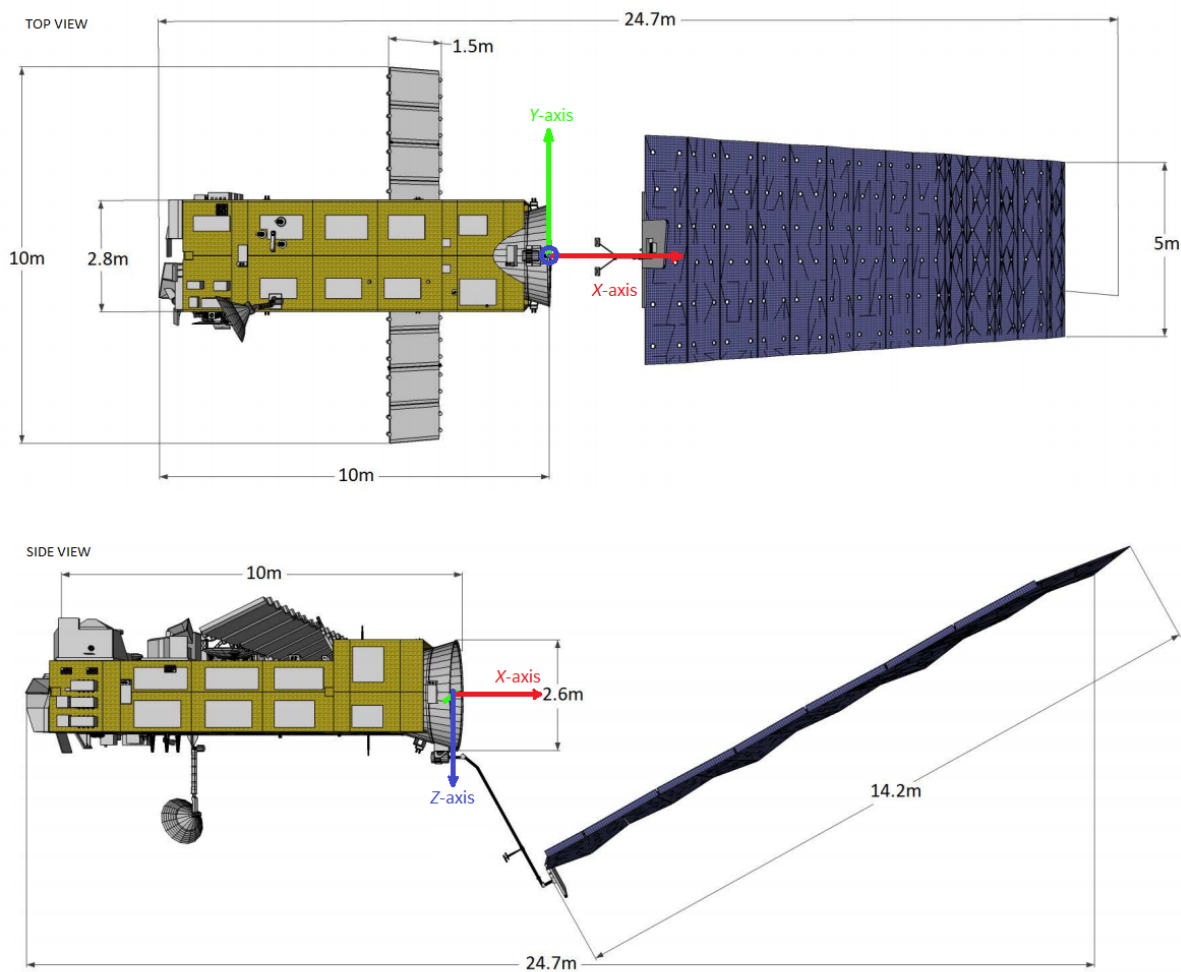 TOP VIEW
24.7m
1.5m
Y-axis
10m
2.8m
5m
X-axis
10m
SIDE VIEW
10m
X-axis
2.6m
Z-axis
14.2m
24.7m